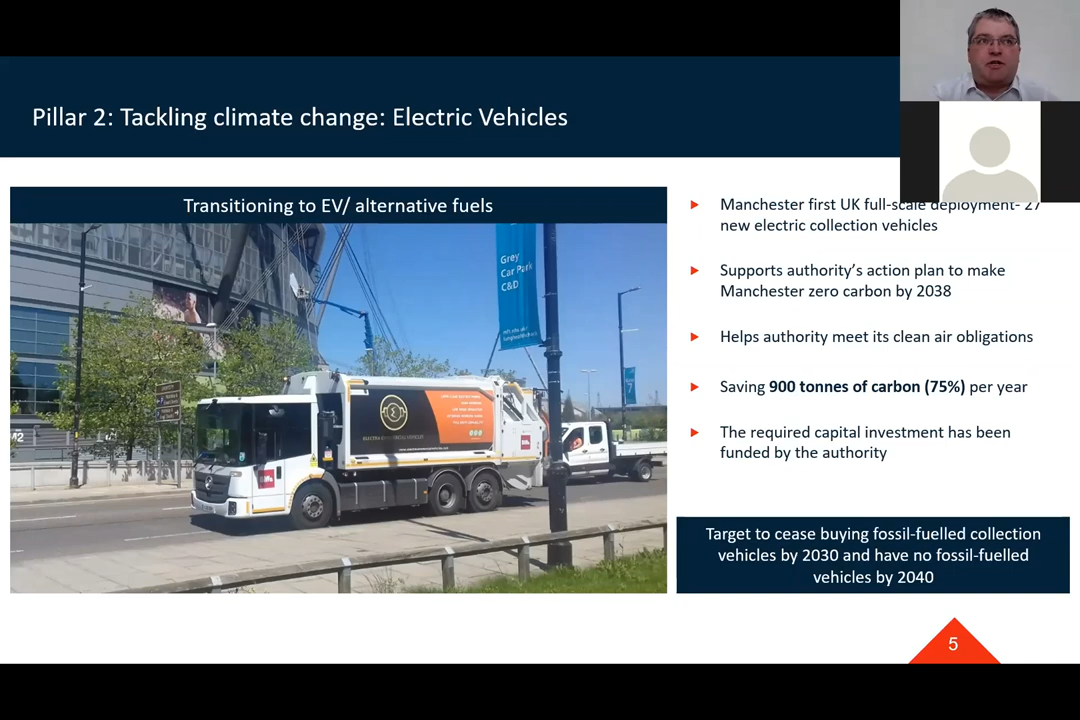 Pillar 2: Tackling climate change: Electric Vehicles
Transitioning to EV/ alternative fuels
Grey
Car Park
C&D
Biffa
Manchester first UK full-scale deployment- 27
new electric collection vehicles
Supports authority's action plan to make
Manchester zero carbon by 2038
Helps authority meet its clean air obligations
Saving 900 tonnes of carbon (75%) per year
The required capital investment has been
funded by the authority
Target to cease buying fossil-fuelled collection
vehicles by 2030 and have no fossil-fuelled
vehicles by 2040
5